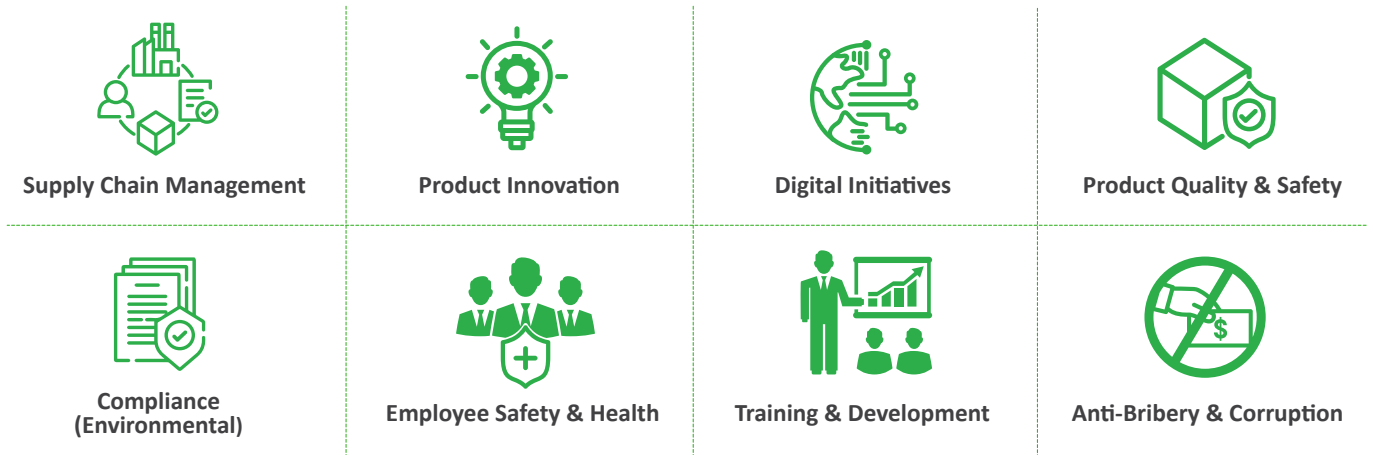 Supply Chain Management
Product Innovation
Digital Initiatives
Product Quality & Safety
Compliance
(Environmental)
Employee Safety & Health
Training & Development
$
Anti-Bribery & Corruption